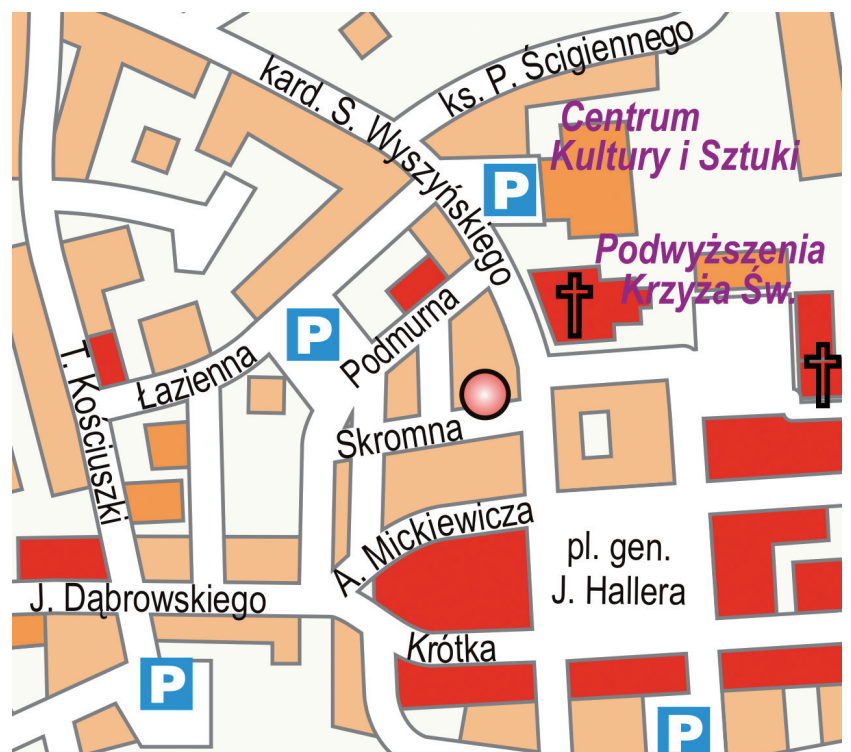 kard. S. Wyszyńskiego
ks. P. Ścigiennego
Centrum
Kultury i Sztuki
P
Podwyższenia
Krzyża Św.
P
Podmurna
Łazienna
T. Kościuszki
Skromna
A. Mickiewicza
pl. gen.
J. Hallera
J. Dąbrowskiego
Krótka
P
P